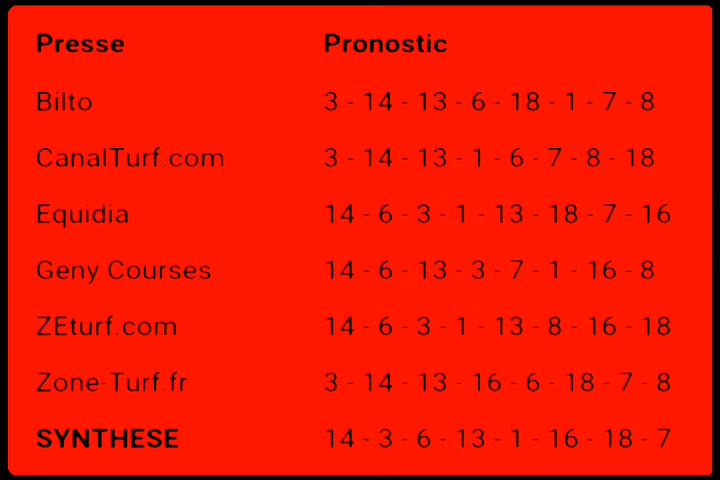 Presse Pronostic
Bilto 3 - 14 - 13 - 6 - 18 - 1 - 7 - 8
CanalTurf.com 3 - 14 - 13 - 1 - 6 - 7 - 8 - 18
Equidia 14 - 6 - 3 - 1 - 13 - 18 - 7 - 16
Geny Courses 14 - 6 - 13 - 3 - 7 - 1 - 16 - 8
ZEturf.com 14 - 6 - 3 - 1 - 13 - 8 - 16 - 18
Zone-Turf.fr 3 - 14 - 13 - 16 - 6 - 18 - 7 - 8
SYNTHESE 14 - 3 - 6 - 13 - 1 - 16 - 18 - 7